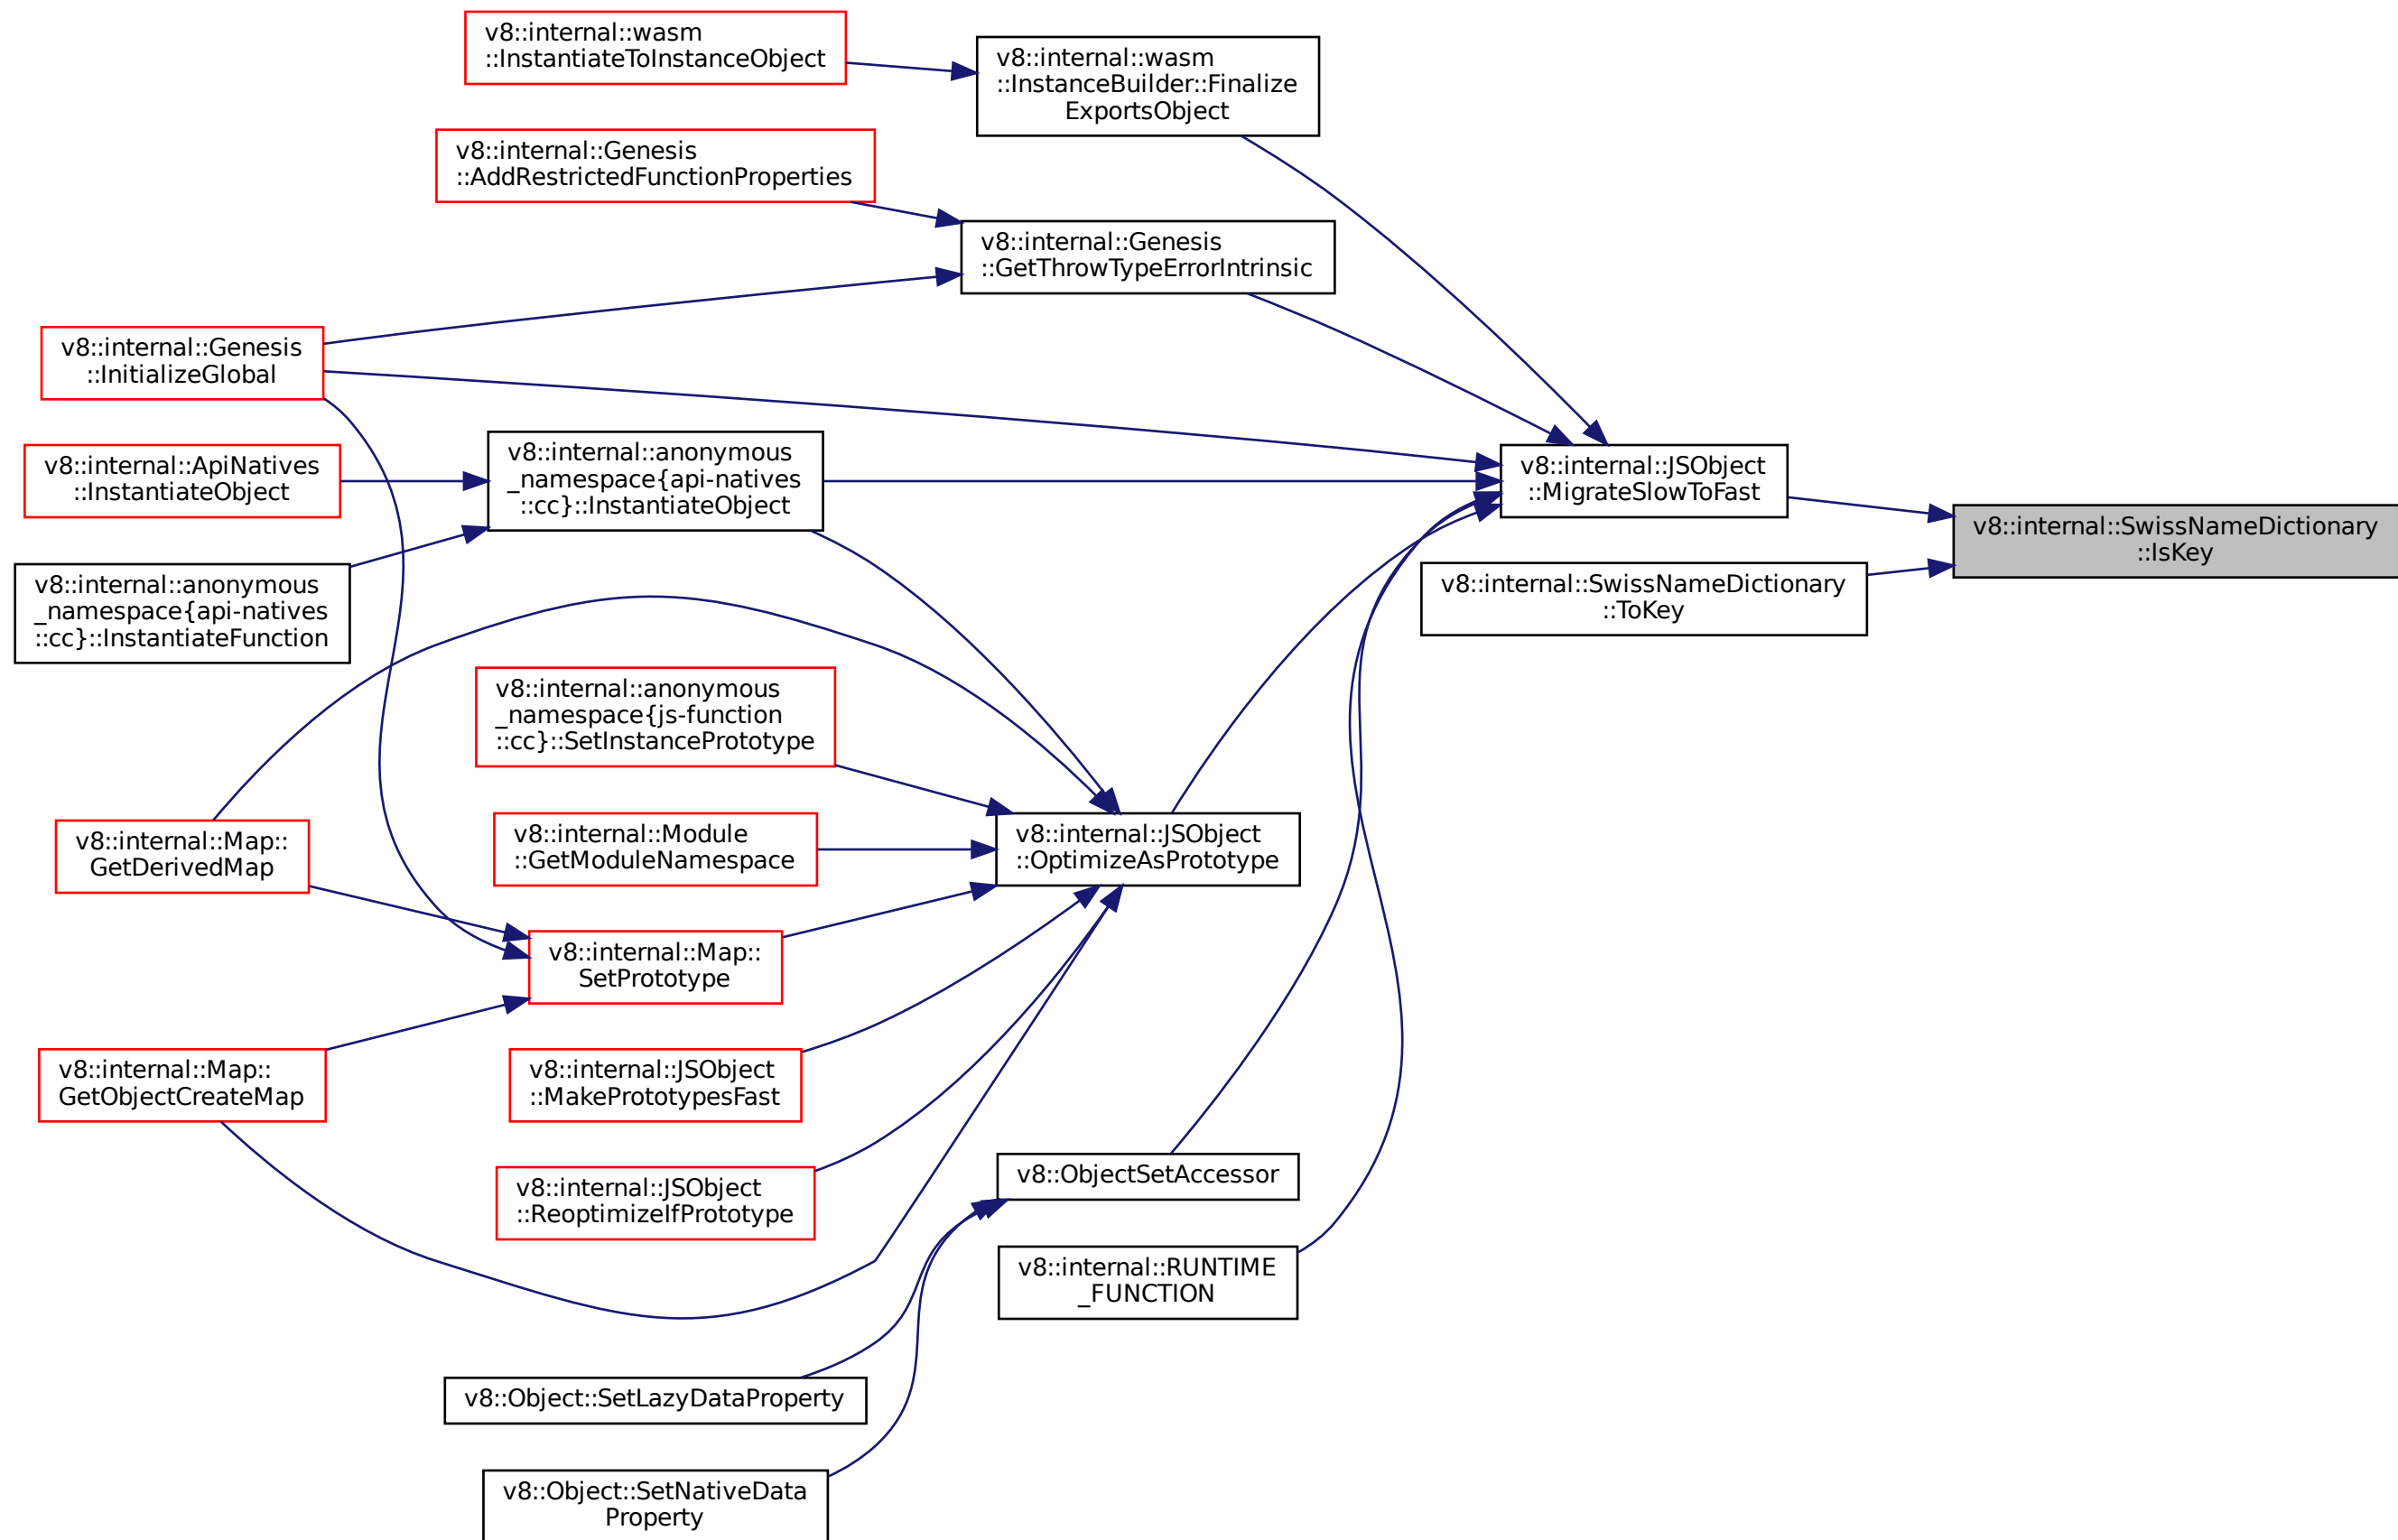 v8::internal::wasm
::InstantiateToInstanceObject
v8::internal::wasm
::InstanceBuilder::Finalize
ExportsObject
v8::internal::Genesis
::AddRestrictedFunctionProperties
v8::internal::Genesis
::GetThrowTypeErrorIntrinsic
v8::internal::Genesis
::InitializeGlobal
v8::internal::ApiNatives
::InstantiateObject
v8::internal::anonymous
_namespace{api-natives
::cc}::InstantiateObject
v8::internal::JSObject
::MigrateSlowToFast
v8::internal::SwissNameDictionary
::IsKey
v8::internal::anonymous
_namespace{api-natives
::cc}::InstantiateFunction
v8::internal::SwissNameDictionary
::ToKey
v8::internal::anonymous
_namespace{js-function
::cc}::SetInstancePrototype
v8::internal::Map::
GetDerivedMap
v8::internal::Module
::GetModuleNamespace
v8::internal::JSObject
::OptimizeAsPrototype
v8::internal::Map::
SetPrototype
v8::internal::Map::
GetObjectCreateMap
v8::internal::JSObject
::MakePrototypesFast
v8::internal::JSObject
::ReoptimizeIfPrototype
v8::ObjectSetAccessor
v8::internal::RUNTIME
_FUNCTION
v8::Object::SetLazyDataProperty
v8::Object::SetNativeData
Property